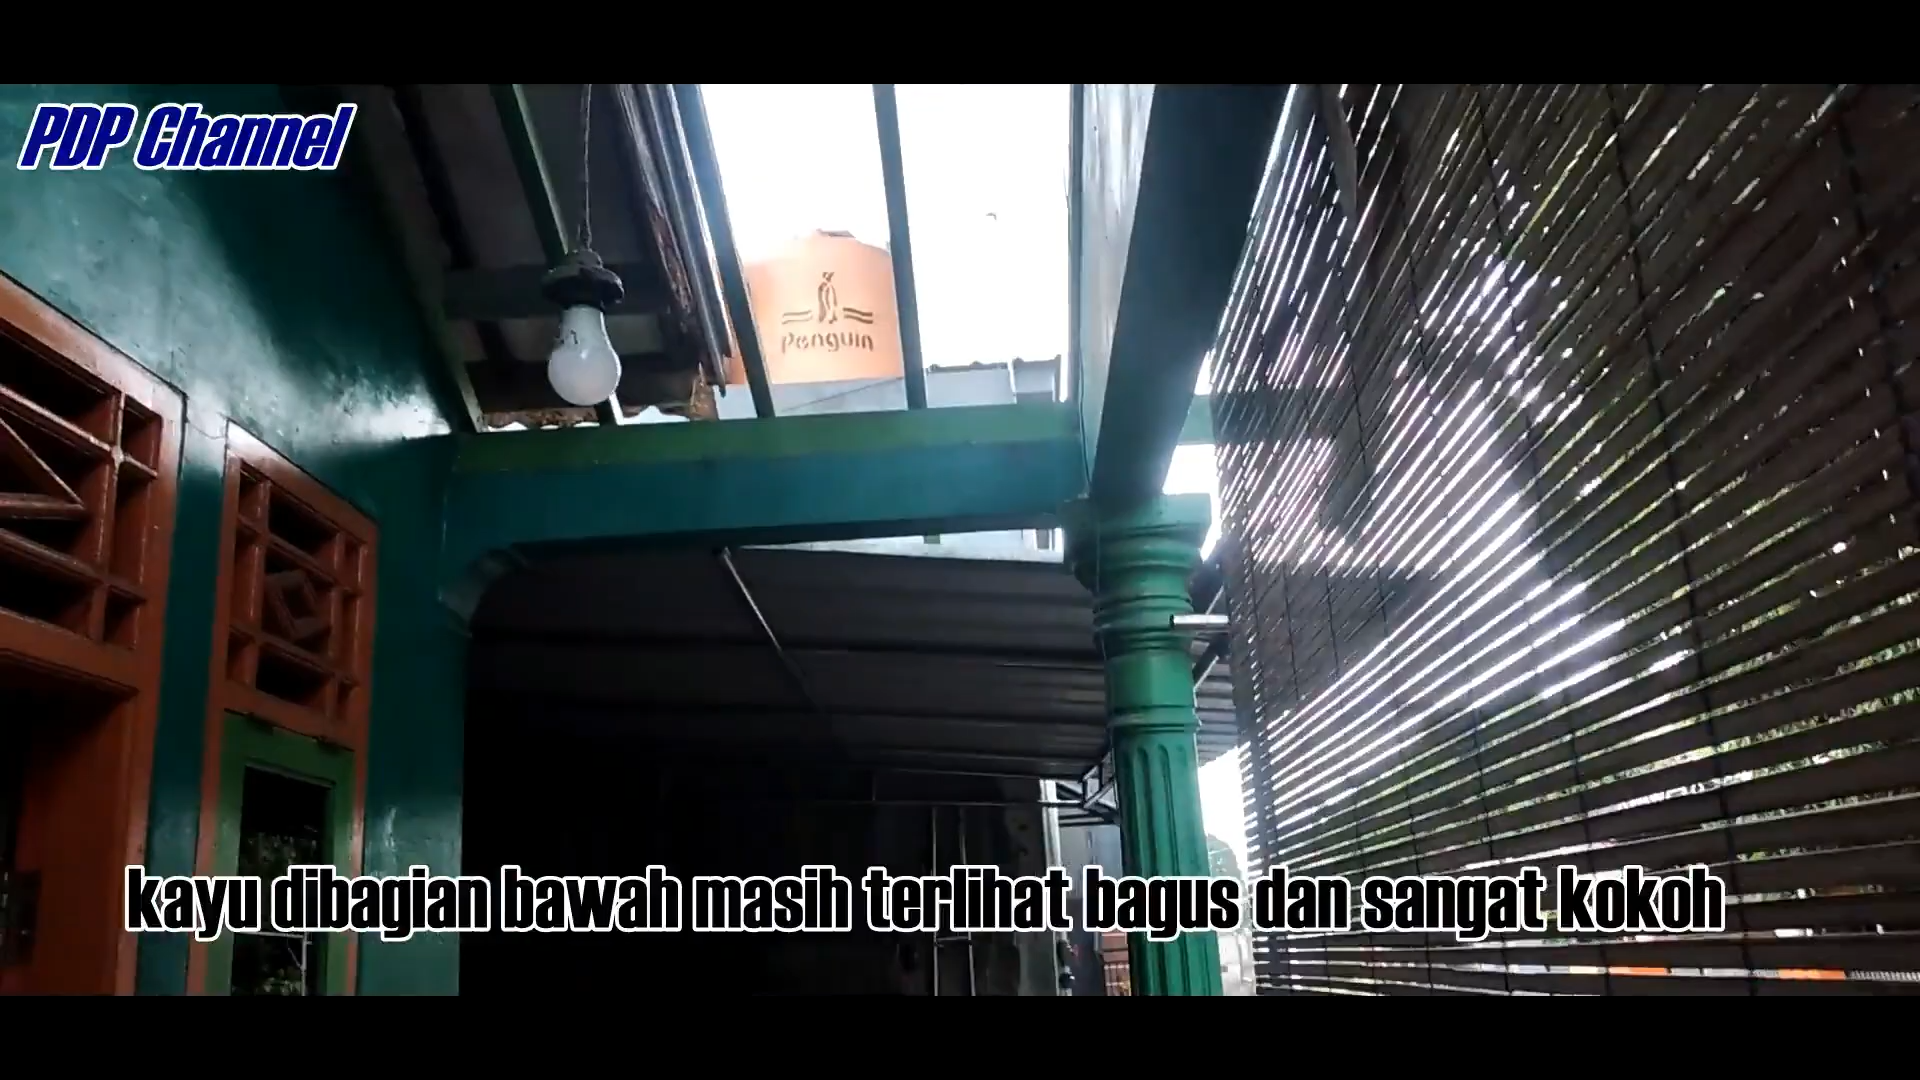 PDP Channel
Penguin
kayu dibagian bawah masih terlihat bagus dan sangat kokoh